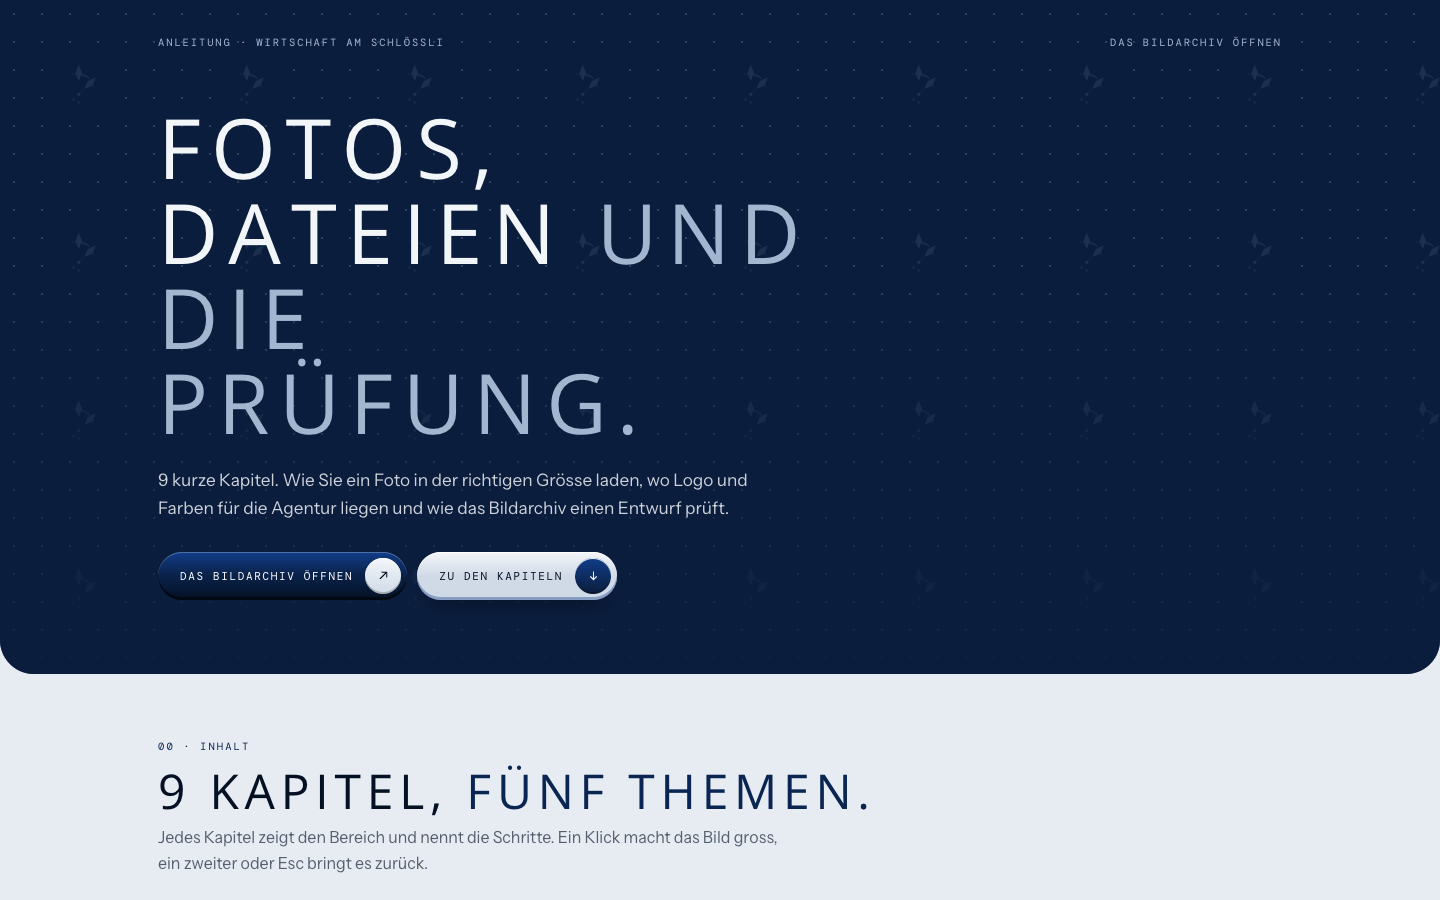 ANLEITUNG · WIRTSCHAFT AM SCHLÖSSLI
DAS BILDARCHIV ÖFFNEN
FOTOS,
DATEIEN UND
DIE
PRÜFUNG.
9 kurze Kapitel. Wie Sie ein Foto in der richtigen Grösse laden, wo Logo und
Farben für die Agentur liegen und wie das Bildarchiv einen Entwurf prüft.
DAS BILDARCHIV ÖFFNEN
ZU DEN KAPITELN
00 · INHALT
9 KAPITEL, FÜNF THEMEN.
Jedes Kapitel zeigt den Bereich und nennt die Schritte. Ein Klick macht das Bild gross,
ein zweiter oder Esc bringt es zurück.